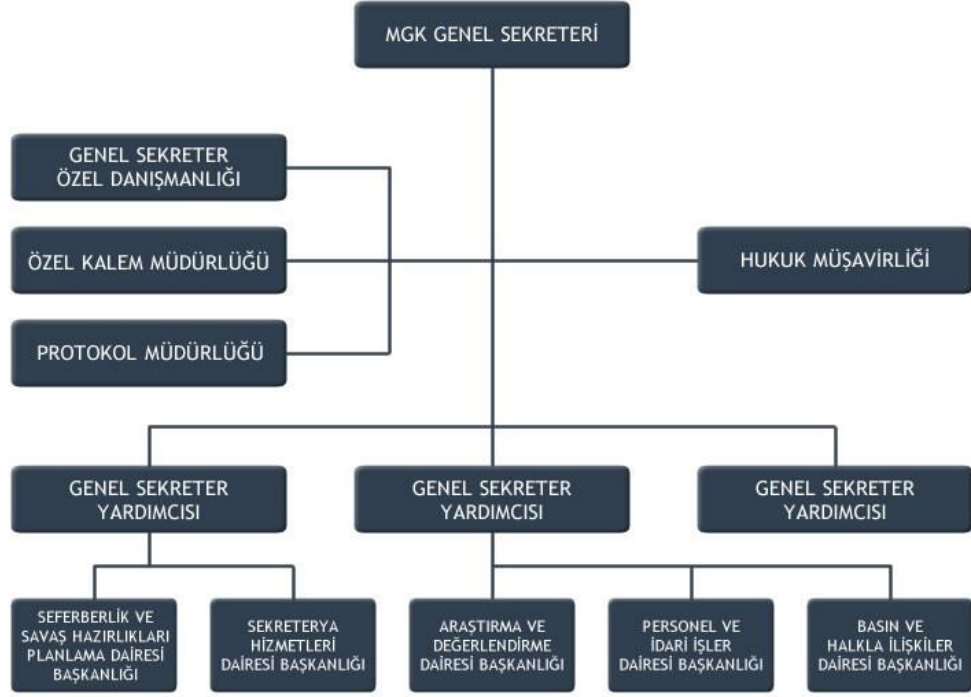 MGK GENEL SEKRETERİ
GENEL SEKRETER
ÖZEL DANIŞMANLIĞI
ÖZEL KALEM MÜDÜRLÜĞÜ
HUKUK MÜŞAVİRLİĞİ
PROTOKOL MÜDÜRLÜĞÜ
GENEL SEKRETER
YARDIMCISI
GENEL SEKRETER
YARDIMCISI
GENEL SEKRETER
YARDIMCISI
SEFERBERLİK VE
SAVAŞ HAZIRLIKLARI
PLANLAMA DAİRESİ
BAŞKANLIĞI
SEKRETERYA
HİZMETLERİ
DAİRESİ BAŞKANLIĞI
ARAŞTIRMA VE
DEĞERLENDİRME
DAİRESİ BAŞKANLIĞI
PERSONEL VE
İDARİ İŞLER
DAİRESİ BAŞKANLIĞI
BASIN VE
HALKLA İLİŞKİLER
DAİRESİ BAŞKANLIĞI